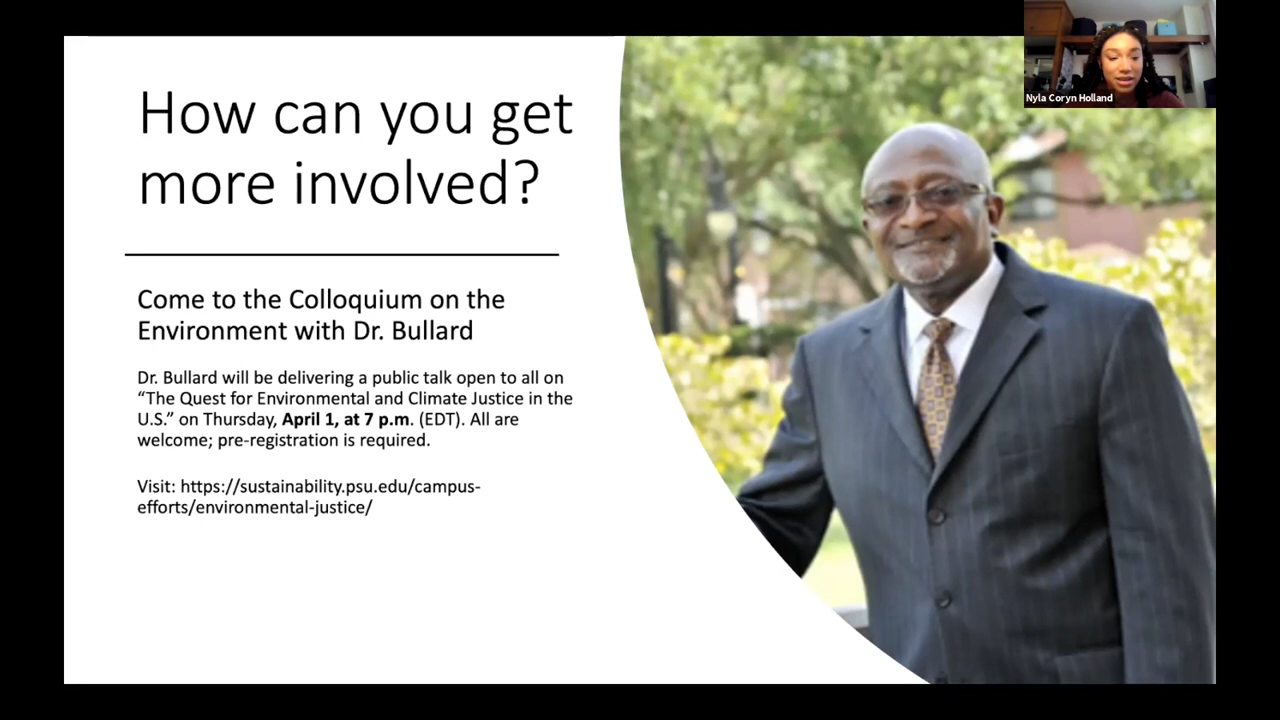 How can you get
more involved?
Come to the Colloquium on the
Environment with Dr. Bullard
Dr. Bullard will be delivering a public talk open to all on
“The Quest for Environmental and Climate Justice in the
U.S.” on Thursday, April 1, at 7 p.m. (EDT). All are
welcome; pre-registration is required.
Visit: https://sustainability.psu.edu/campus-
efforts/environmental-justice/
Nyla Coryn Holland